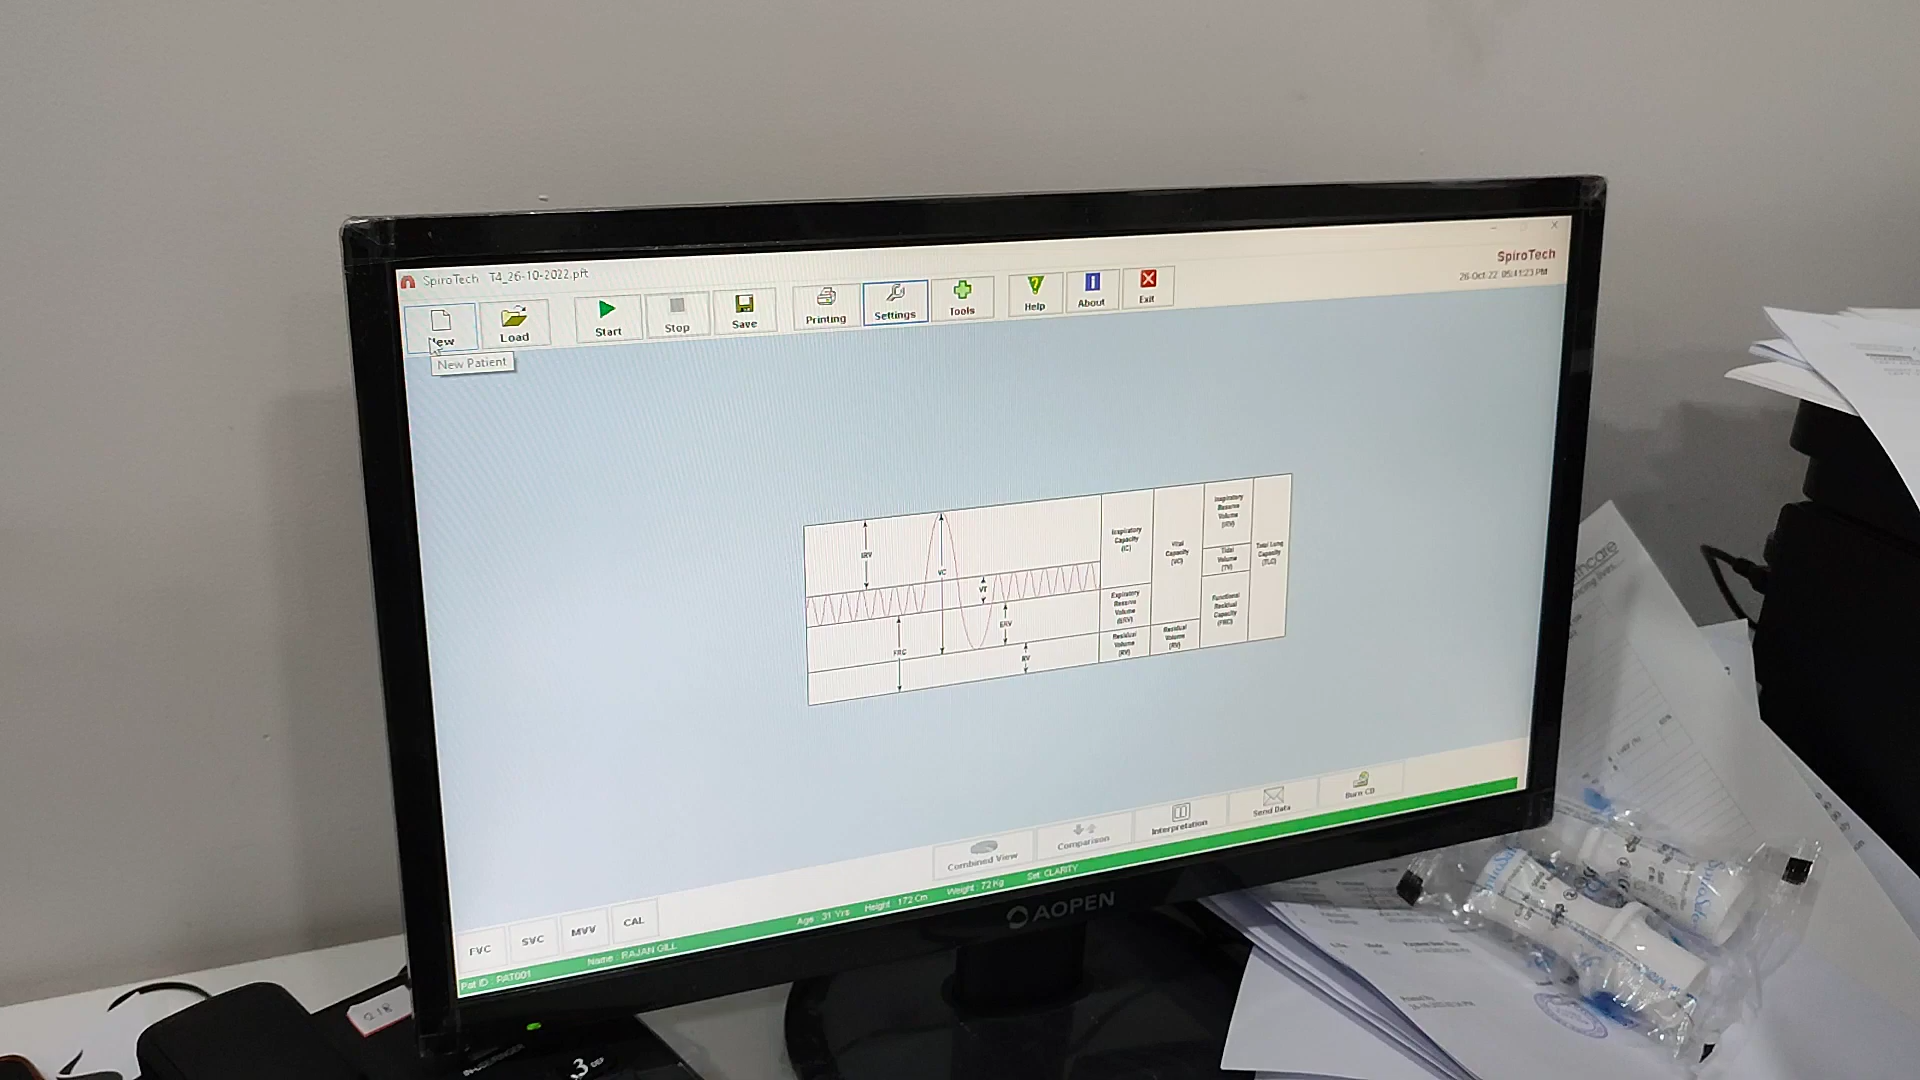 SpiroTech T4_26-10-2022.pft
SpiroTech
26-Oct-22 05:41:23 PM
New
Load
Start
Stop
Save
Printing
Settings
Tools
Help
About
Exit
New Patient
IRV
VC
VT
ERV
FRC
RV
Inspiratory
Capacity
(IC)
Expiratory
Reserve
Volume
(ERV)
Residual
Volume
(RV)
Vital
Capacity
(VC)
Residual
Volume
(RV)
Inspiratory
Reserve
Volume
(IRV)
Tidal
Volume
(TV)
Functional
Residual
Capacity
(FRC)
Total Lung
Capacity
(TLC)
Combined View
Comparison
Interpretation
Send Data
Burn CD
FVC
SVC
MVV
CAL
Pat ID : PAT001
Name : RAJAN GILL
Age : 31 Yrs
Height : 172 Cm
Weight : 72 Kg
Set: CLARITY
AOPEN
218
3 DEF